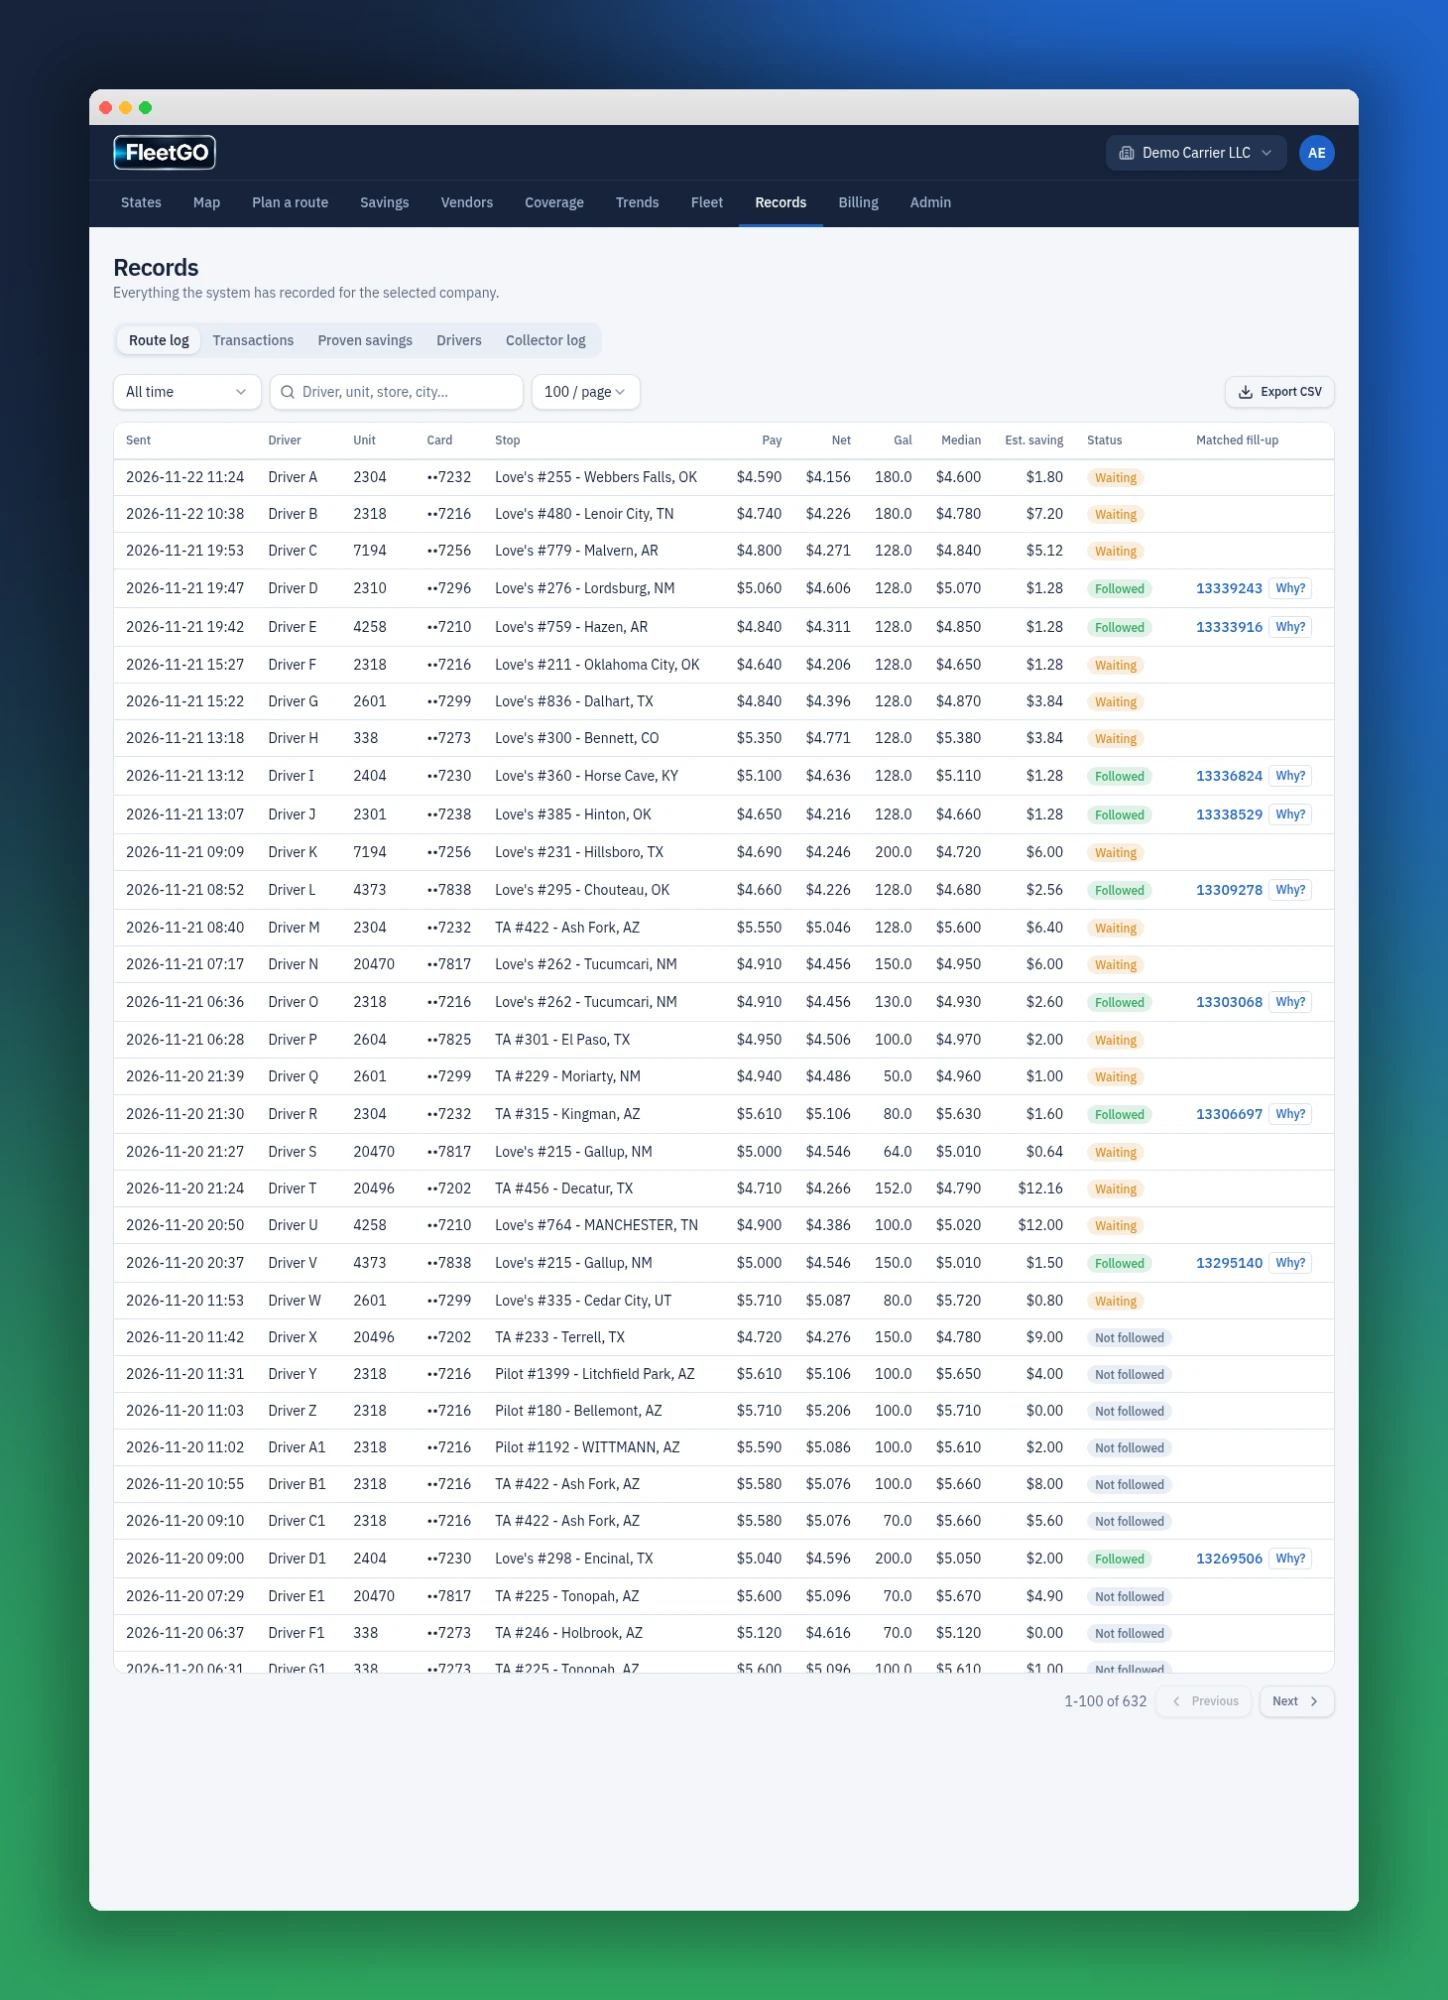 FleetGO
Demo Carrier LLC
AE
States Map Plan a route Savings Vendors Coverage Trends Fleet Records Billing Admin
Records
Everything the system has recorded for the selected company.
Route log Transactions Proven savings Drivers Collector log
All time Driver, unit, store, city... 100 / page Export CSV
Sent Driver Unit Card Stop Pay Net Gal Median Est. saving Status Matched fill-up
2026-11-22 11:24 Driver A 2304 ••7232 Love's #255 - Webbers Falls, OK $4.590 $4.156 180.0 $4.600 $1.80 Waiting
2026-11-22 10:38 Driver B 2318 ••7216 Love's #480 - Lenoir City, TN $4.740 $4.226 180.0 $4.780 $7.20 Waiting
2026-11-21 19:53 Driver C 7194 ••7256 Love's #779 - Malvern, AR $4.800 $4.271 128.0 $4.840 $5.12 Waiting
2026-11-21 19:47 Driver D 2310 ••7296 Love's #276 - Lordsburg, NM $5.060 $4.606 128.0 $5.070 $1.28 Followed 13339243 Why?
2026-11-21 19:42 Driver E 4258 ••7210 Love's #759 - Hazen, AR $4.840 $4.311 128.0 $4.850 $1.28 Followed 13333916 Why?
2026-11-21 15:27 Driver F 2318 ••7216 Love's #211 - Oklahoma City, OK $4.640 $4.206 128.0 $4.650 $1.28 Waiting
2026-11-21 15:22 Driver G 2601 ••7299 Love's #836 - Dalhart, TX $4.840 $4.396 128.0 $4.870 $3.84 Waiting
2026-11-21 13:18 Driver H 338 ••7273 Love's #300 - Bennett, CO $5.350 $4.771 128.0 $5.380 $3.84 Waiting
2026-11-21 13:12 Driver I 2404 ••7230 Love's #360 - Horse Cave, KY $5.100 $4.636 128.0 $5.110 $1.28 Followed 13336824 Why?
2026-11-21 13:07 Driver J 2301 ••7238 Love's #385 - Hinton, OK $4.650 $4.216 128.0 $4.660 $1.28 Followed 13338529 Why?
2026-11-21 09:09 Driver K 7194 ••7256 Love's #231 - Hillsboro, TX $4.690 $4.246 200.0 $4.720 $6.00 Waiting
2026-11-21 08:52 Driver L 4373 ••7838 Love's #295 - Chouteau, OK $4.660 $4.226 128.0 $4.680 $2.56 Followed 13309278 Why?
2026-11-21 08:40 Driver M 2304 ••7232 TA #422 - Ash Fork, AZ $5.550 $5.046 128.0 $5.600 $6.40 Waiting
2026-11-21 07:17 Driver N 20470 ••7817 Love's #262 - Tucumcari, NM $4.910 $4.456 150.0 $4.950 $6.00 Waiting
2026-11-21 06:36 Driver O 2318 ••7216 Love's #262 - Tucumcari, NM $4.910 $4.456 130.0 $4.930 $2.60 Followed 13303068 Why?
2026-11-21 06:28 Driver P 2604 ••7825 TA #301 - El Paso, TX $4.950 $4.506 100.0 $4.970 $2.00 Waiting
2026-11-20 21:39 Driver Q 2601 ••7299 TA #229 - Moriarty, NM $4.940 $4.486 50.0 $4.960 $1.00 Waiting
2026-11-20 21:30 Driver R 2304 ••7232 TA #315 - Kingman, AZ $5.610 $5.106 80.0 $5.630 $1.60 Followed 13306697 Why?
2026-11-20 21:27 Driver S 20470 ••7817 Love's #215 - Gallup, NM $5.000 $4.546 64.0 $5.010 $0.64 Waiting
2026-11-20 21:24 Driver T 20496 ••7202 TA #456 - Decatur, TX $4.710 $4.266 152.0 $4.790 $12.16 Waiting
2026-11-20 20:50 Driver U 4258 ••7210 Love's #764 - MANCHESTER, TN $4.900 $4.386 100.0 $5.020 $12.00 Waiting
2026-11-20 20:37 Driver V 4373 ••7838 Love's #215 - Gallup, NM $5.000 $4.546 150.0 $5.010 $1.50 Followed 13295140 Why?
2026-11-20 11:53 Driver W 2601 ••7299 Love's #335 - Cedar City, UT $5.710 $5.087 80.0 $5.720 $0.80 Waiting
2026-11-20 11:42 Driver X 20496 ••7202 TA #233 - Terrell, TX $4.720 $4.276 150.0 $4.780 $9.00 Not followed
2026-11-20 11:31 Driver Y 2318 ••7216 Pilot #1399 - Litchfield Park, AZ $5.610 $5.106 100.0 $5.650 $4.00 Not followed
2026-11-20 11:03 Driver Z 2318 ••7216 Pilot #180 - Bellemont, AZ $5.710 $5.206 100.0 $5.710 $0.00 Not followed
2026-11-20 11:02 Driver A1 2318 ••7216 Pilot #1192 - WITTMANN, AZ $5.590 $5.086 100.0 $5.610 $2.00 Not followed
2026-11-20 10:55 Driver B1 2318 ••7216 TA #422 - Ash Fork, AZ $5.580 $5.076 100.0 $5.660 $8.00 Not followed
2026-11-20 09:10 Driver C1 2318 ••7216 TA #422 - Ash Fork, AZ $5.580 $5.076 70.0 $5.660 $5.60 Not followed
2026-11-20 09:00 Driver D1 2404 ••7230 Love's #298 - Encinal, TX $5.040 $4.596 200.0 $5.050 $2.00 Followed 13269506 Why?
2026-11-20 07:29 Driver E1 20470 ••7817 TA #225 - Tonopah, AZ $5.600 $5.096 70.0 $5.670 $4.90 Not followed
2026-11-20 06:37 Driver F1 338 ••7273 TA #246 - Holbrook, AZ $5.120 $4.616 70.0 $5.120 $0.00 Not followed
2026-11-20 06:31 Driver G1 338 ••7273 TA #225 - Tonopah, AZ $5.600 $5.096 100.0 $5.610 $1.00 Not followed
1-100 of 632 Previous Next